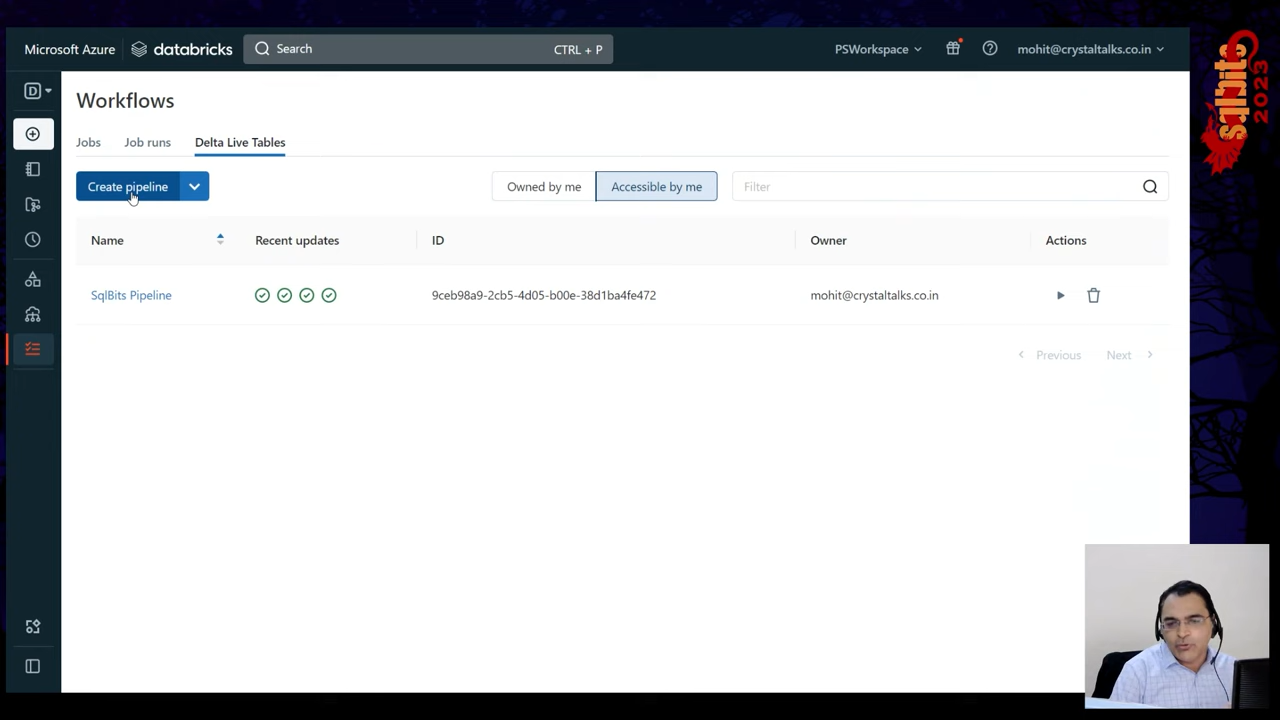 Microsoft Azure databricks Search CTRL + P PSWorkspace mohit@crystaltalks.co.in
sqlbits 2023
D
Workflows
Jobs Job runs Delta Live Tables
Create pipeline Owned by me Accessible by me Filter
Name Recent updates ID Owner Actions
SqlBits Pipeline 9ceb98a9-2cb5-4d05-b00e-38d1ba4fe472 mohit@crystaltalks.co.in
Previous Next